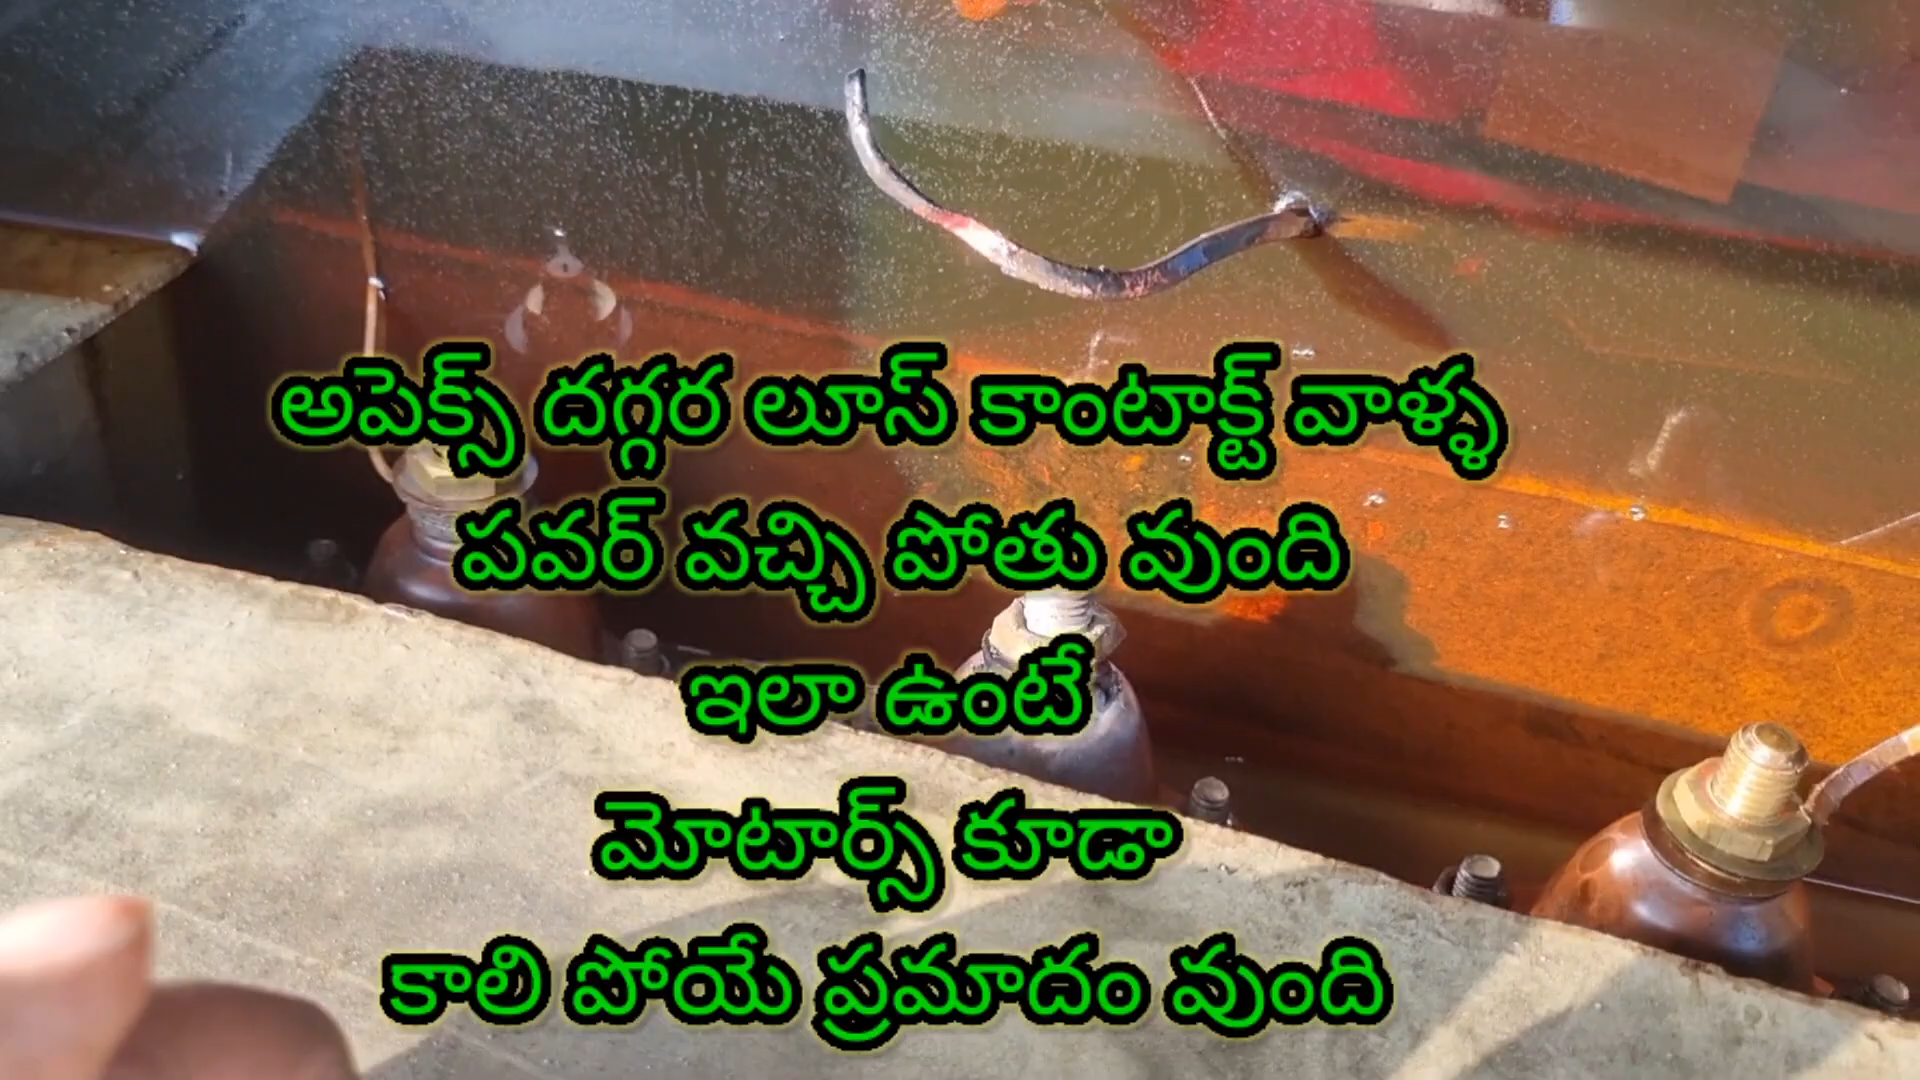 అపెక్స్ దగ్గర లూస్ కాంటాక్ట్ వాళ్ళ
పవర్ వచ్చి పోతు వుంది
ఇలా ఉంటే
మోటార్స్ కూడా
కాలి పోయే ప్రమాదం వుంది